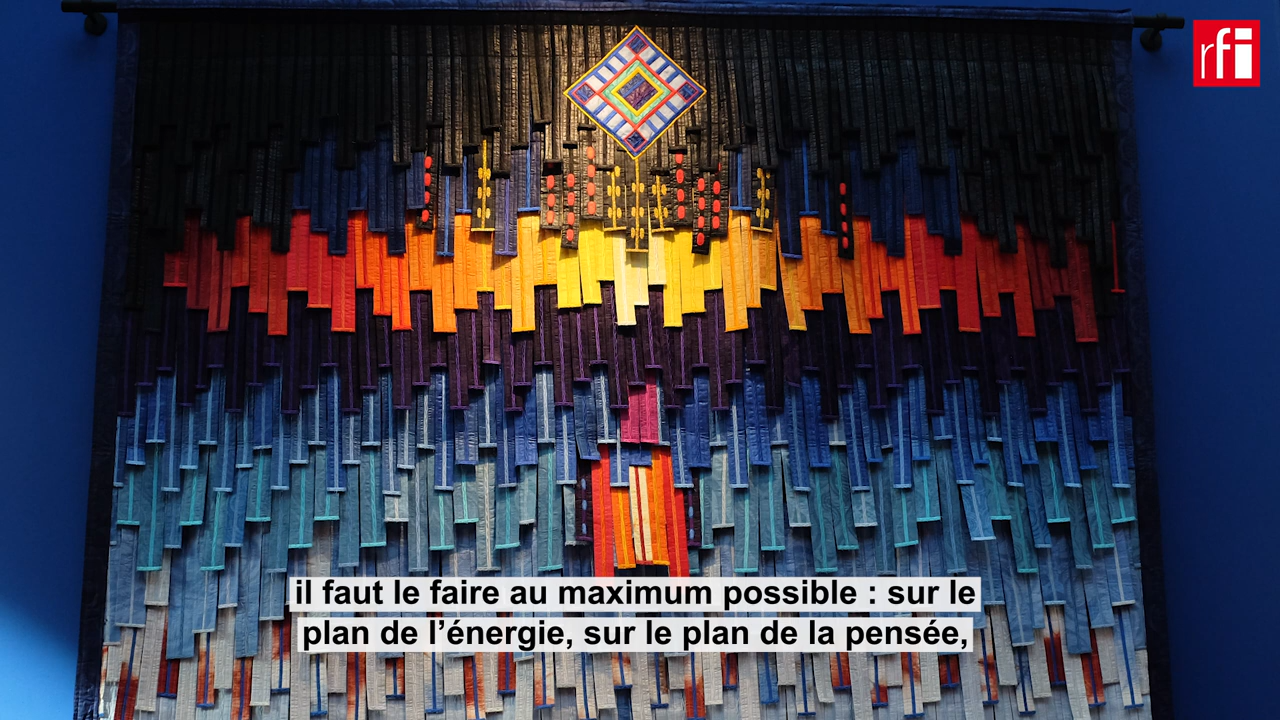 rfi
il faut le faire au maximum possible : sur le
plan de l’énergie, sur le plan de la pensée,